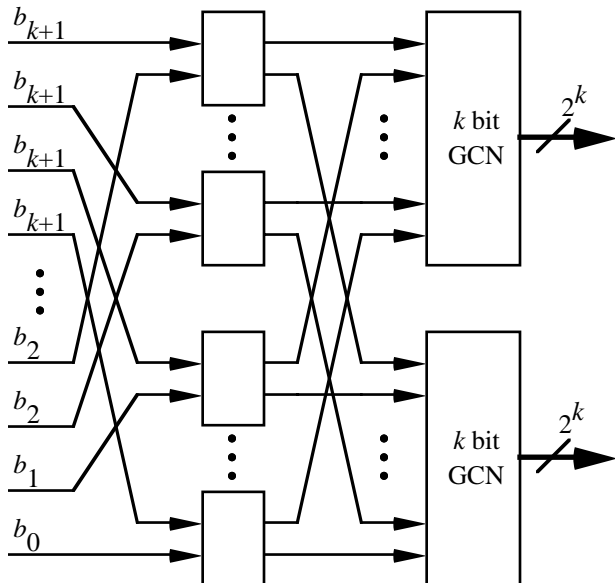 b_{k+1}
b_{k+1}
b_{k+1}
b_{k+1}
b_2
b_2
b_1
b_0
k bit
GCN
2^k
k bit
GCN
2^k